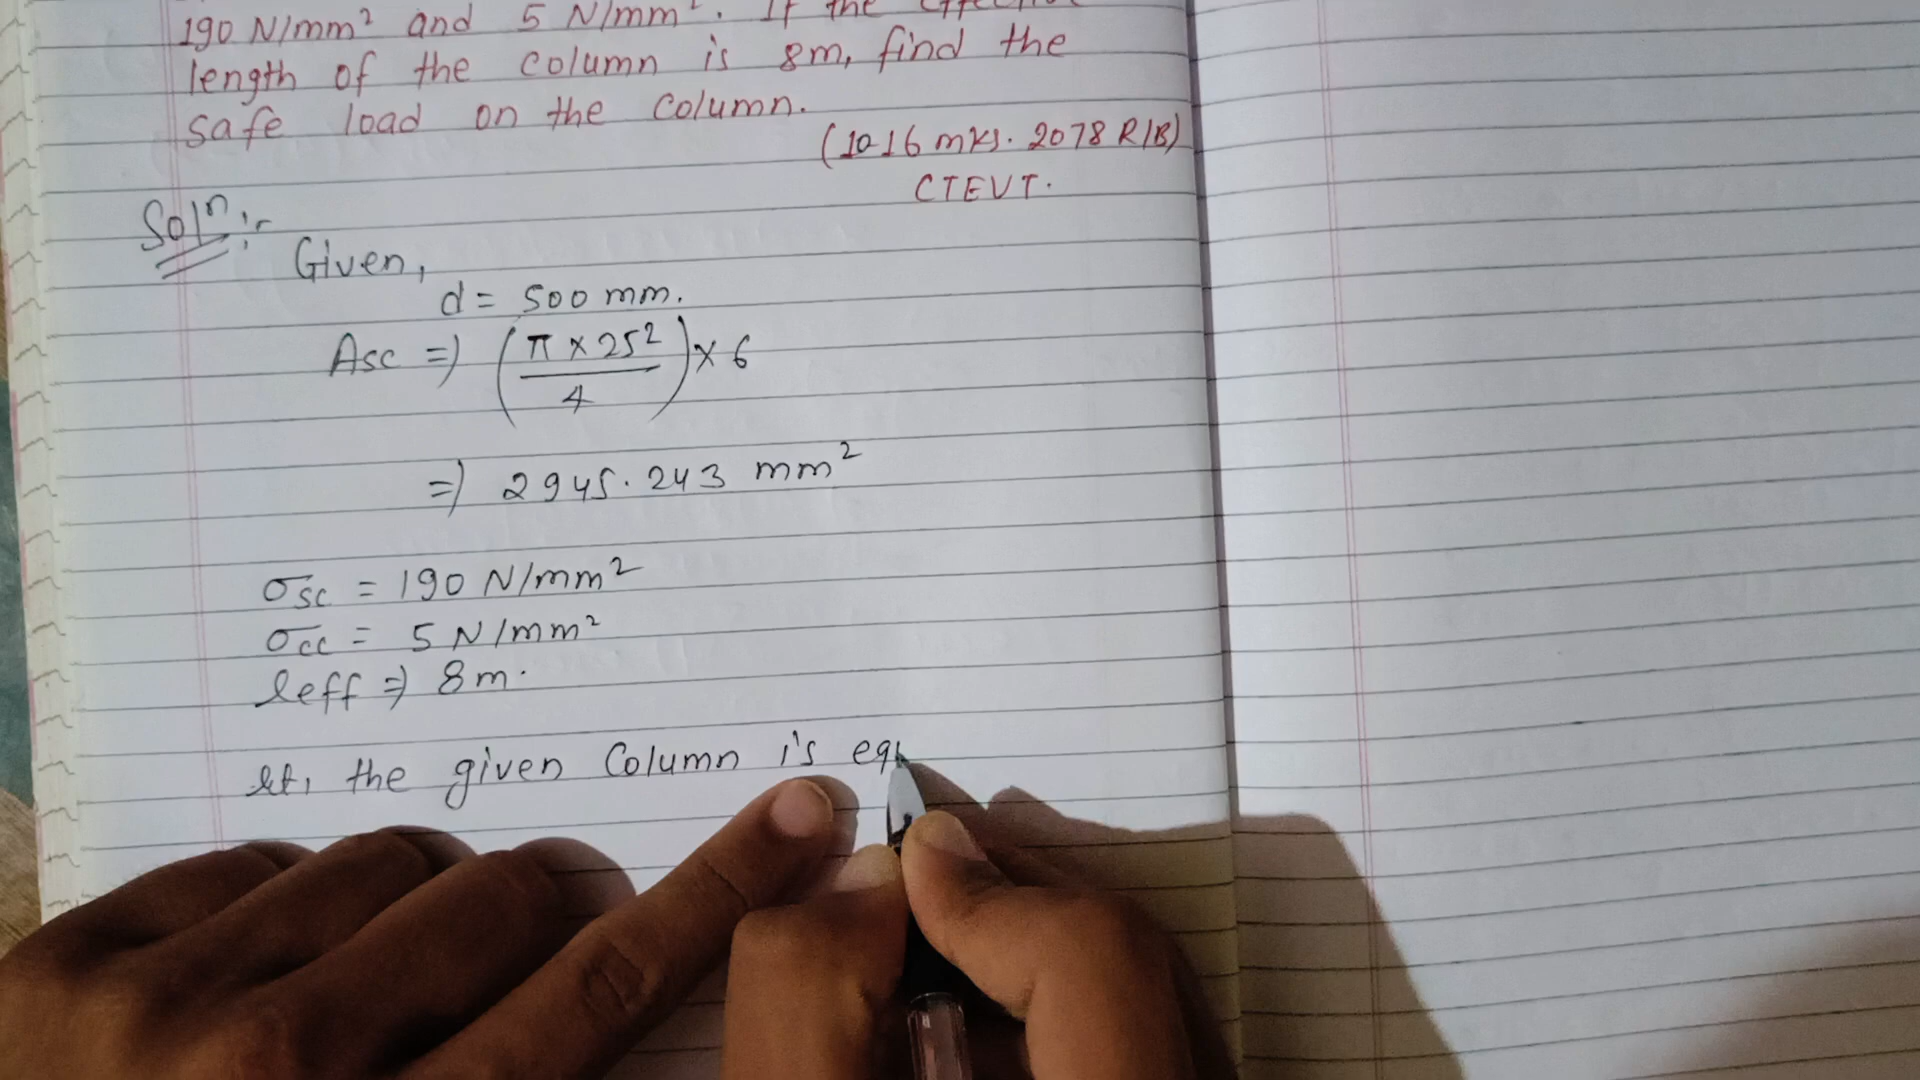 190 N/mm² and 5 N/mm². If the effective
length of the column is 8m, find the
safe load on the column.
(10-16 mks. 2078 R/B)
CTEVT.
Solⁿ:-
Given,
d = 500 mm.
Asc => (π × 25² / 4) × 6
=> 2945.243 mm²
σsc = 190 N/mm²
σcc = 5 N/mm²
leff => 8m.
let, the given Column is equ